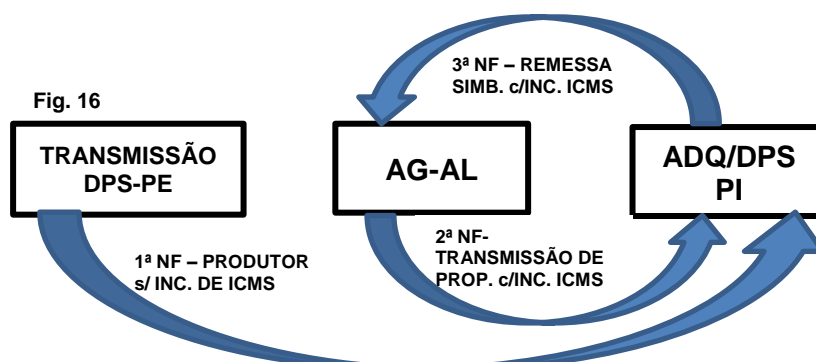 3ª NF – REMESSA
SIMB. c/INC. ICMS
Fig. 16
TRANSMISSÃO
DPS-PE
AG-AL
ADQ/DPS
PI
1ª NF – PRODUTOR
s/ INC. DE ICMS
2ª NF-
TRANSMISSÃO DE
PROP. c/INC. ICMS